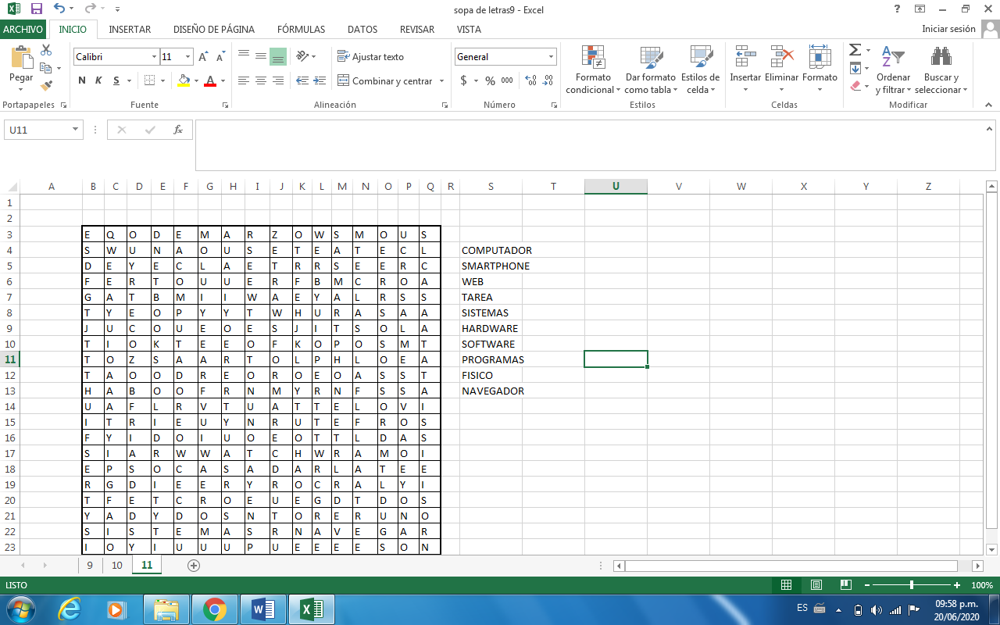 sopa de letras9 - Excel
ARCHIVO INICIO INSERTAR DISEÑO DE PÁGINA FÓRMULAS DATOS REVISAR VISTA Iniciar sesión
Pegar
Calibri 11
N K S
Ajustar texto
Combinar y centrar
General
$ % 000
Formato condicional
Dar formato como tabla
Estilos de celda
Insertar Eliminar Formato
Ordenar y filtrar
Buscar y seleccionar
Portapapeles Fuente Alineación Número Estilos Celdas Modificar
U11 fx
A B C D E F G H I J K L M N O P Q R S T U V W X Y Z
1
2
3 E Q O D E M A R Z O W S M O U S
4 S W U N A O U S E T E A T E C L COMPUTADOR
5 D E Y E C L A E T R R S E E R C SMARTPHONE
6 F E R T O U U E R F B M C R O A WEB
7 G A T B M I I W A E Y A L R S S TAREA
8 T Y E O P Y Y T W H U R A S A A SISTEMAS
9 J U C O U E O E S J I T S O L A HARDWARE
10 T I O K T E E O F K O P O S M T SOFTWARE
11 T O Z S A A R T O L P H L O E A PROGRAMAS
12 T A O O D R E O R O E O A S S T FISICO
13 H A B O O F R N M Y R N F S S A NAVEGADOR
14 U A F L R V T U A T T E L O V I
15 I T R I E U Y N R U T E F R O S
16 F Y I D O I U O E O T T L D A S
17 S I A R W W A T C H W R A M O I
18 E P S O C A S A D A R L A T E E
19 R G D I E E R Y R O C R A L Y I
20 T F E T C R O E U E G D T D O S
21 Y A D Y D O S N T O R E R U N O
22 S I S T E M A S R N A V E G A R
23 I O Y I U U U P U E E E E S O N
9 10 11
LISTO 100%
ES 09:58 p.m.
20/06/2020